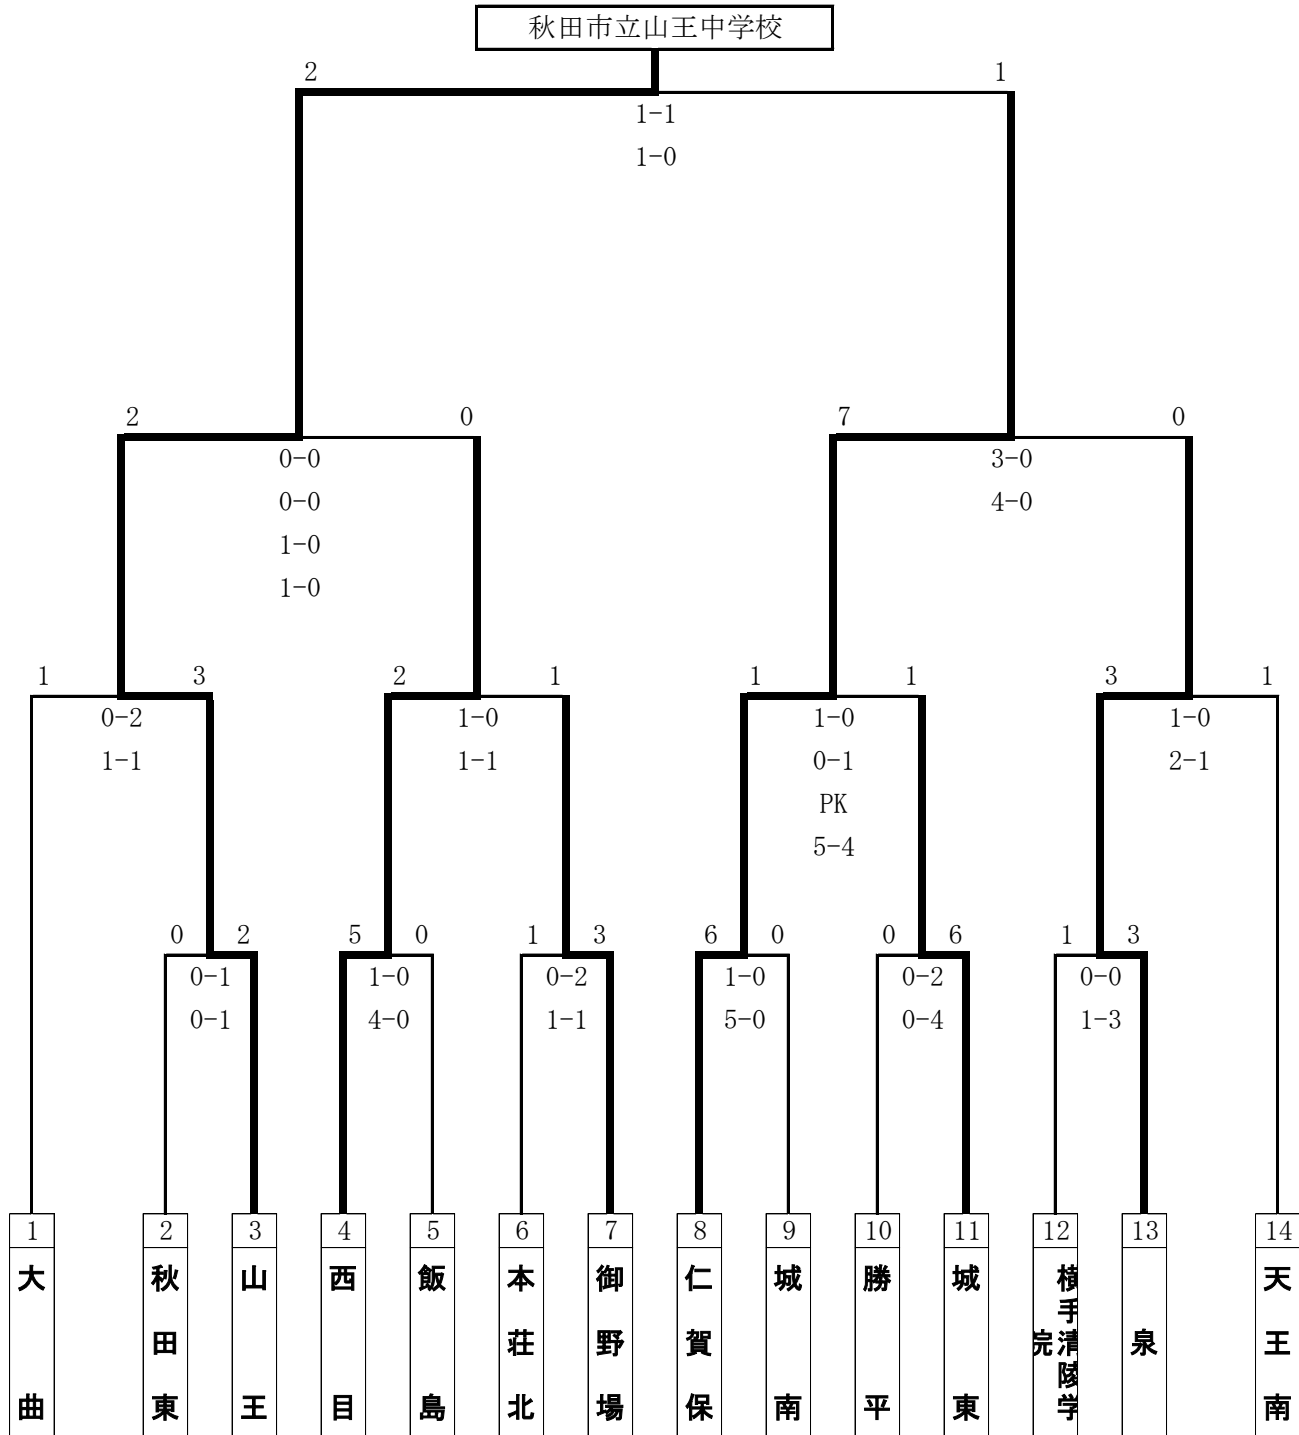 秋田市立山王中学校
2 1
1-1
1-0
2 0 7 0
0-0 3-0
0-0 4-0
1-0
1-0
1 3 2 1 1 1 3 1
0-2 1-0 1-0 1-0
1-1 1-1 0-1 2-1
PK
5-4
0 2 5 0 1 3 6 0 0 6 1 3
0-1 1-0 0-2 1-0 0-2 0-0
0-1 4-0 1-1 5-0 0-4 1-3
1 2 3 4 5 6 7 8 9 10 11 12 13 14
大曲
秋田東
山王
西目
飯島
本荘北
御野場
仁賀保
城南
勝平
城東
横手清陵学院
泉
天王南